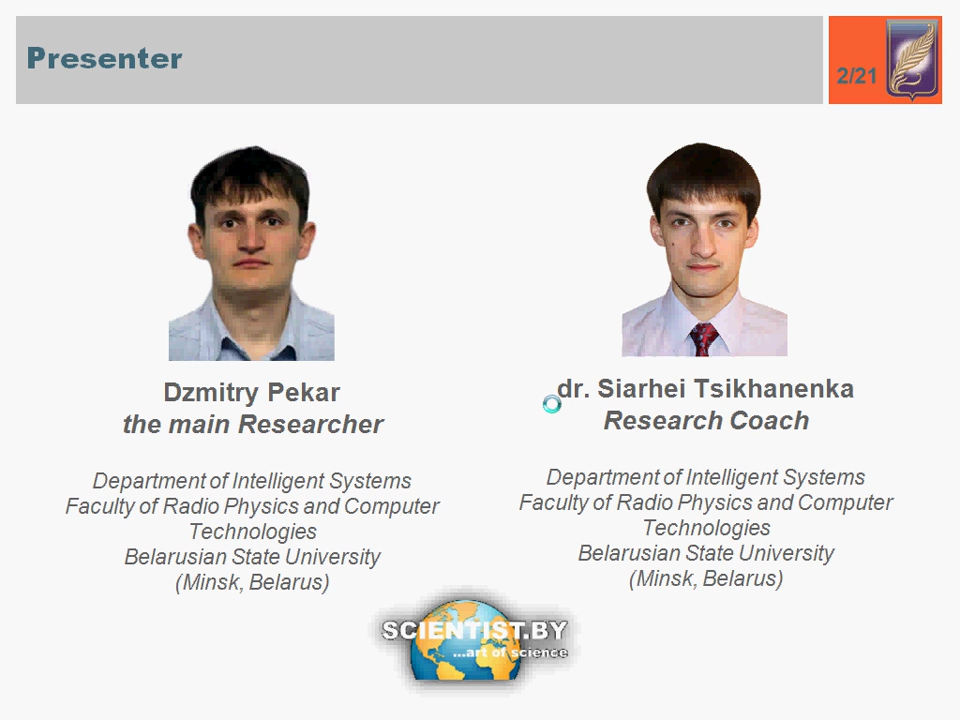 Presenter
2/21
Dzmitry Pekar
the main Researcher
Department of Intelligent Systems
Faculty of Radio Physics and Computer
Technologies
Belarusian State University
(Minsk, Belarus)
dr. Siarhei Tsikhanenka
Research Coach
Department of Intelligent Systems
Faculty of Radio Physics and Computer
Technologies
Belarusian State University
(Minsk, Belarus)
SCIENTIST.BY
...art of science